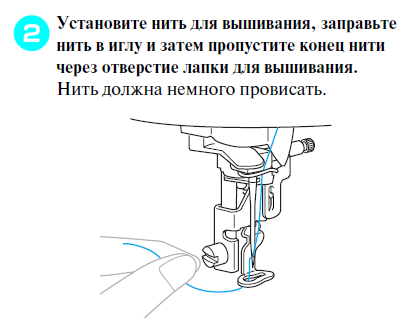 2 Установите нить для вышивания, заправьте
нить в иглу и затем пропустите конец нити
через отверстие лапки для вышивания.
Нить должна немного провисать.